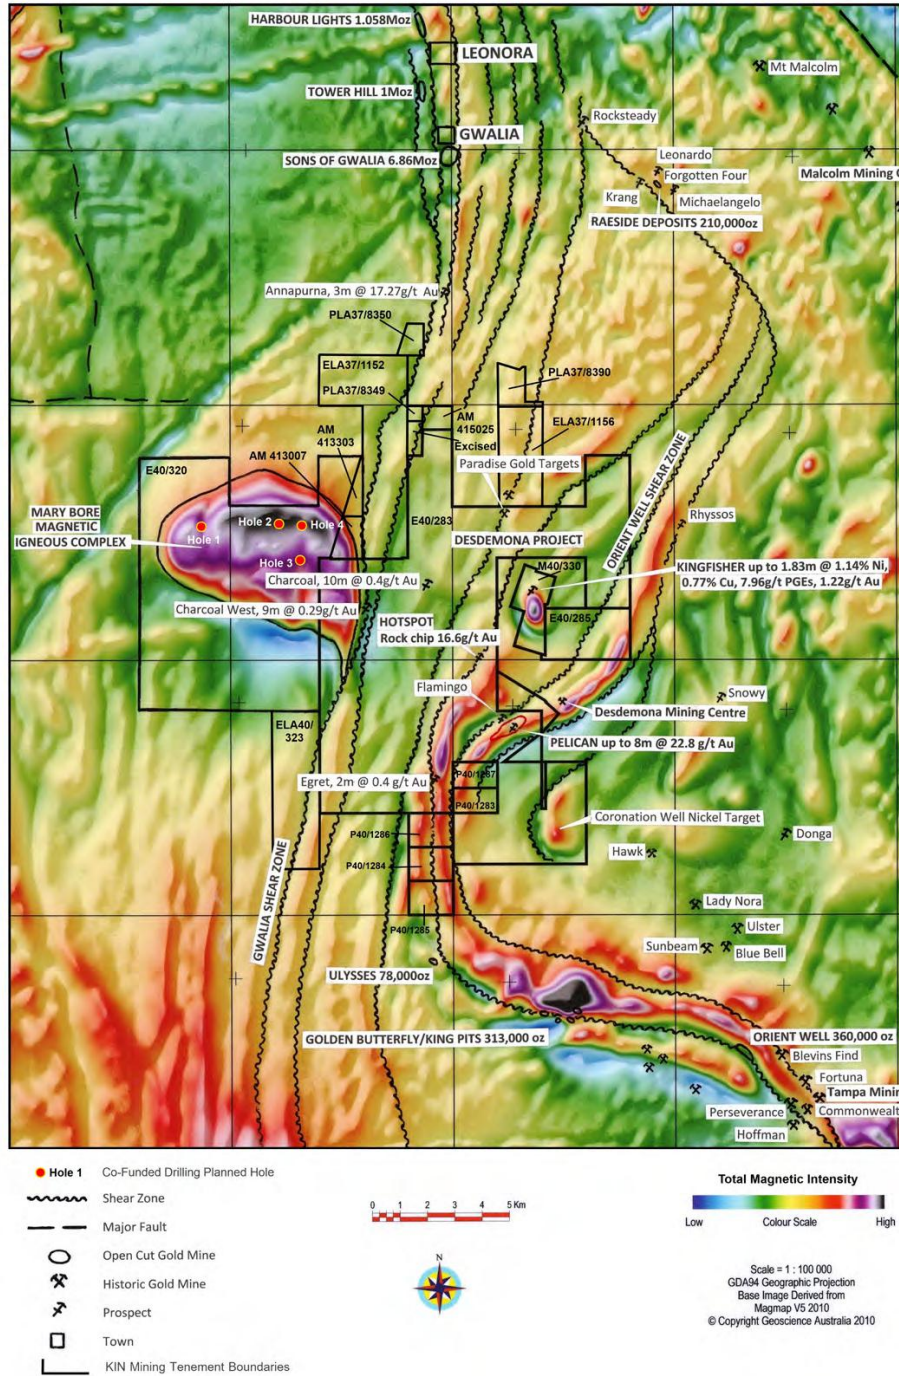 HARBOUR LIGHTS 1.058Moz
LEONORA
Mt Malcolm
TOWER HILL 1Moz
Rocksteady
GWALIA
SONS OF GWALIA 6.86Moz
Leonardo
Forgotten Four
Malcolm Mining
Krang
Michaelangelo
RAESIDE DEPOSITS 210,000oz
Annapurna, 3m @ 17.27g/t Au
PLA37/8350
ELA37/1152
PLA37/8349
PLA37/8390
AM
415025
ELA37/1156
AM
413303
Excised
AM 413007
Paradise Gold Targets
E40/320
MARY BORE
MAGNETIC
IGNEOUS COMPLEX
Hole 1
Hole 2
Hole 4
Hole 3
E40/283
ORIENT WELL SHEAR ZONE
Rhyssos
DESDEMONA PROJECT
M40/330
KINGFISHER up to 1.83m @ 1.14% Ni,
0.77% Cu, 7.96g/t PGEs, 1.22g/t Au
Charcoal, 10m @ 0.4g/t Au
Charcoal West, 9m @ 0.29g/t Au
E40/285
HOTSPOT
Rock chip 16.6g/t Au
Flamingo
Snowy
Desdemona Mining Centre
ELA40/
323
PELICAN up to 8m @ 22.8 g/t Au
Egret, 2m @ 0.4 g/t Au
P40/1287
P40/1283
Coronation Well Nickel Target
P40/1286
Donga
Hawk
P40/1284
GWALIA SHEAR ZONE
Lady Nora
P40/1285
Ulster
Sunbeam
Blue Bell
ULYSSES 78,000oz
GOLDEN BUTTERFLY/KING PITS 313,000 oz
ORIENT WELL 360,000 oz
Blevins Find
Fortuna
Tampa Minin
Perseverance
Commonwealt
Hoffman
Hole 1 Co-Funded Drilling Planned Hole
Shear Zone
Major Fault
Open Cut Gold Mine
Historic Gold Mine
Prospect
Town
KIN Mining Tenement Boundaries
0 1 2 3 4 5 Km
N
Total Magnetic Intensity
Low Colour Scale High
Scale = 1 : 100 000
GDA94 Geographic Projection
Base Image Derived from
Magmap V5 2010
© Copyright Geoscience Australia 2010